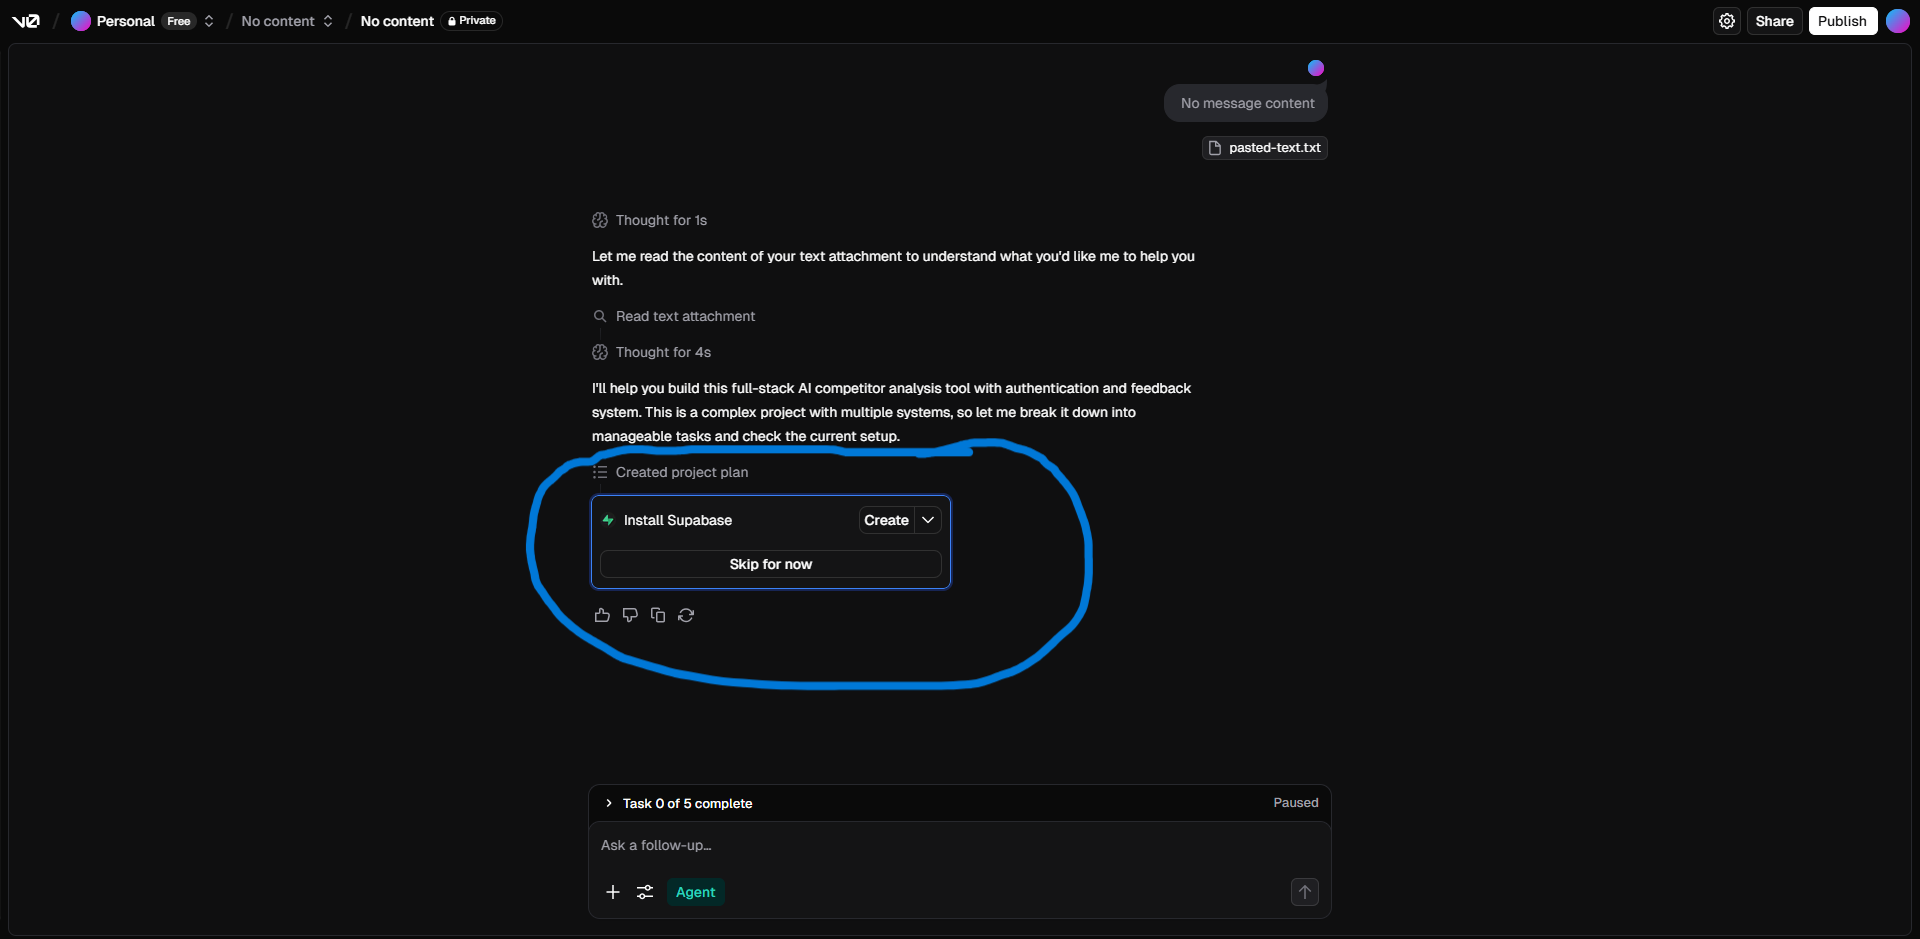 v0 / Personal Free / No content / No content Private
Share Publish
No message content
pasted-text.txt
Thought for 1s
Let me read the content of your text attachment to understand what you'd like me to help you
with.
Read text attachment
Thought for 4s
I'll help you build this full-stack AI competitor analysis tool with authentication and feedback
system. This is a complex project with multiple systems, so let me break it down into
manageable tasks and check the current setup.
Created project plan
Install Supabase Create
Skip for now
Task 0 of 5 complete Paused
Ask a follow-up...
Agent